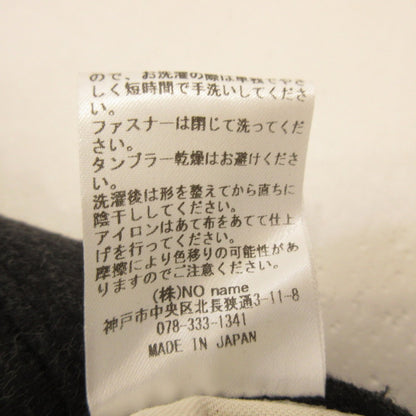 ので、お洗濯の際は単独でやさ
しく短時間で手洗いしてくださ
い。
ファスナーは閉じて洗ってくだ
さい。
タンブラー乾燥はお避けくださ
い。
洗濯後は形を整えてから直ちに
陰干ししてください。
アイロンはあて布をあてて仕上
げを行ってください。
摩擦により色移りの可能性があ
りますのでご注意ください。
(株)NO name
神戸市中央区北長狭通3-11-8
078-333-1341
MADE IN JAPAN